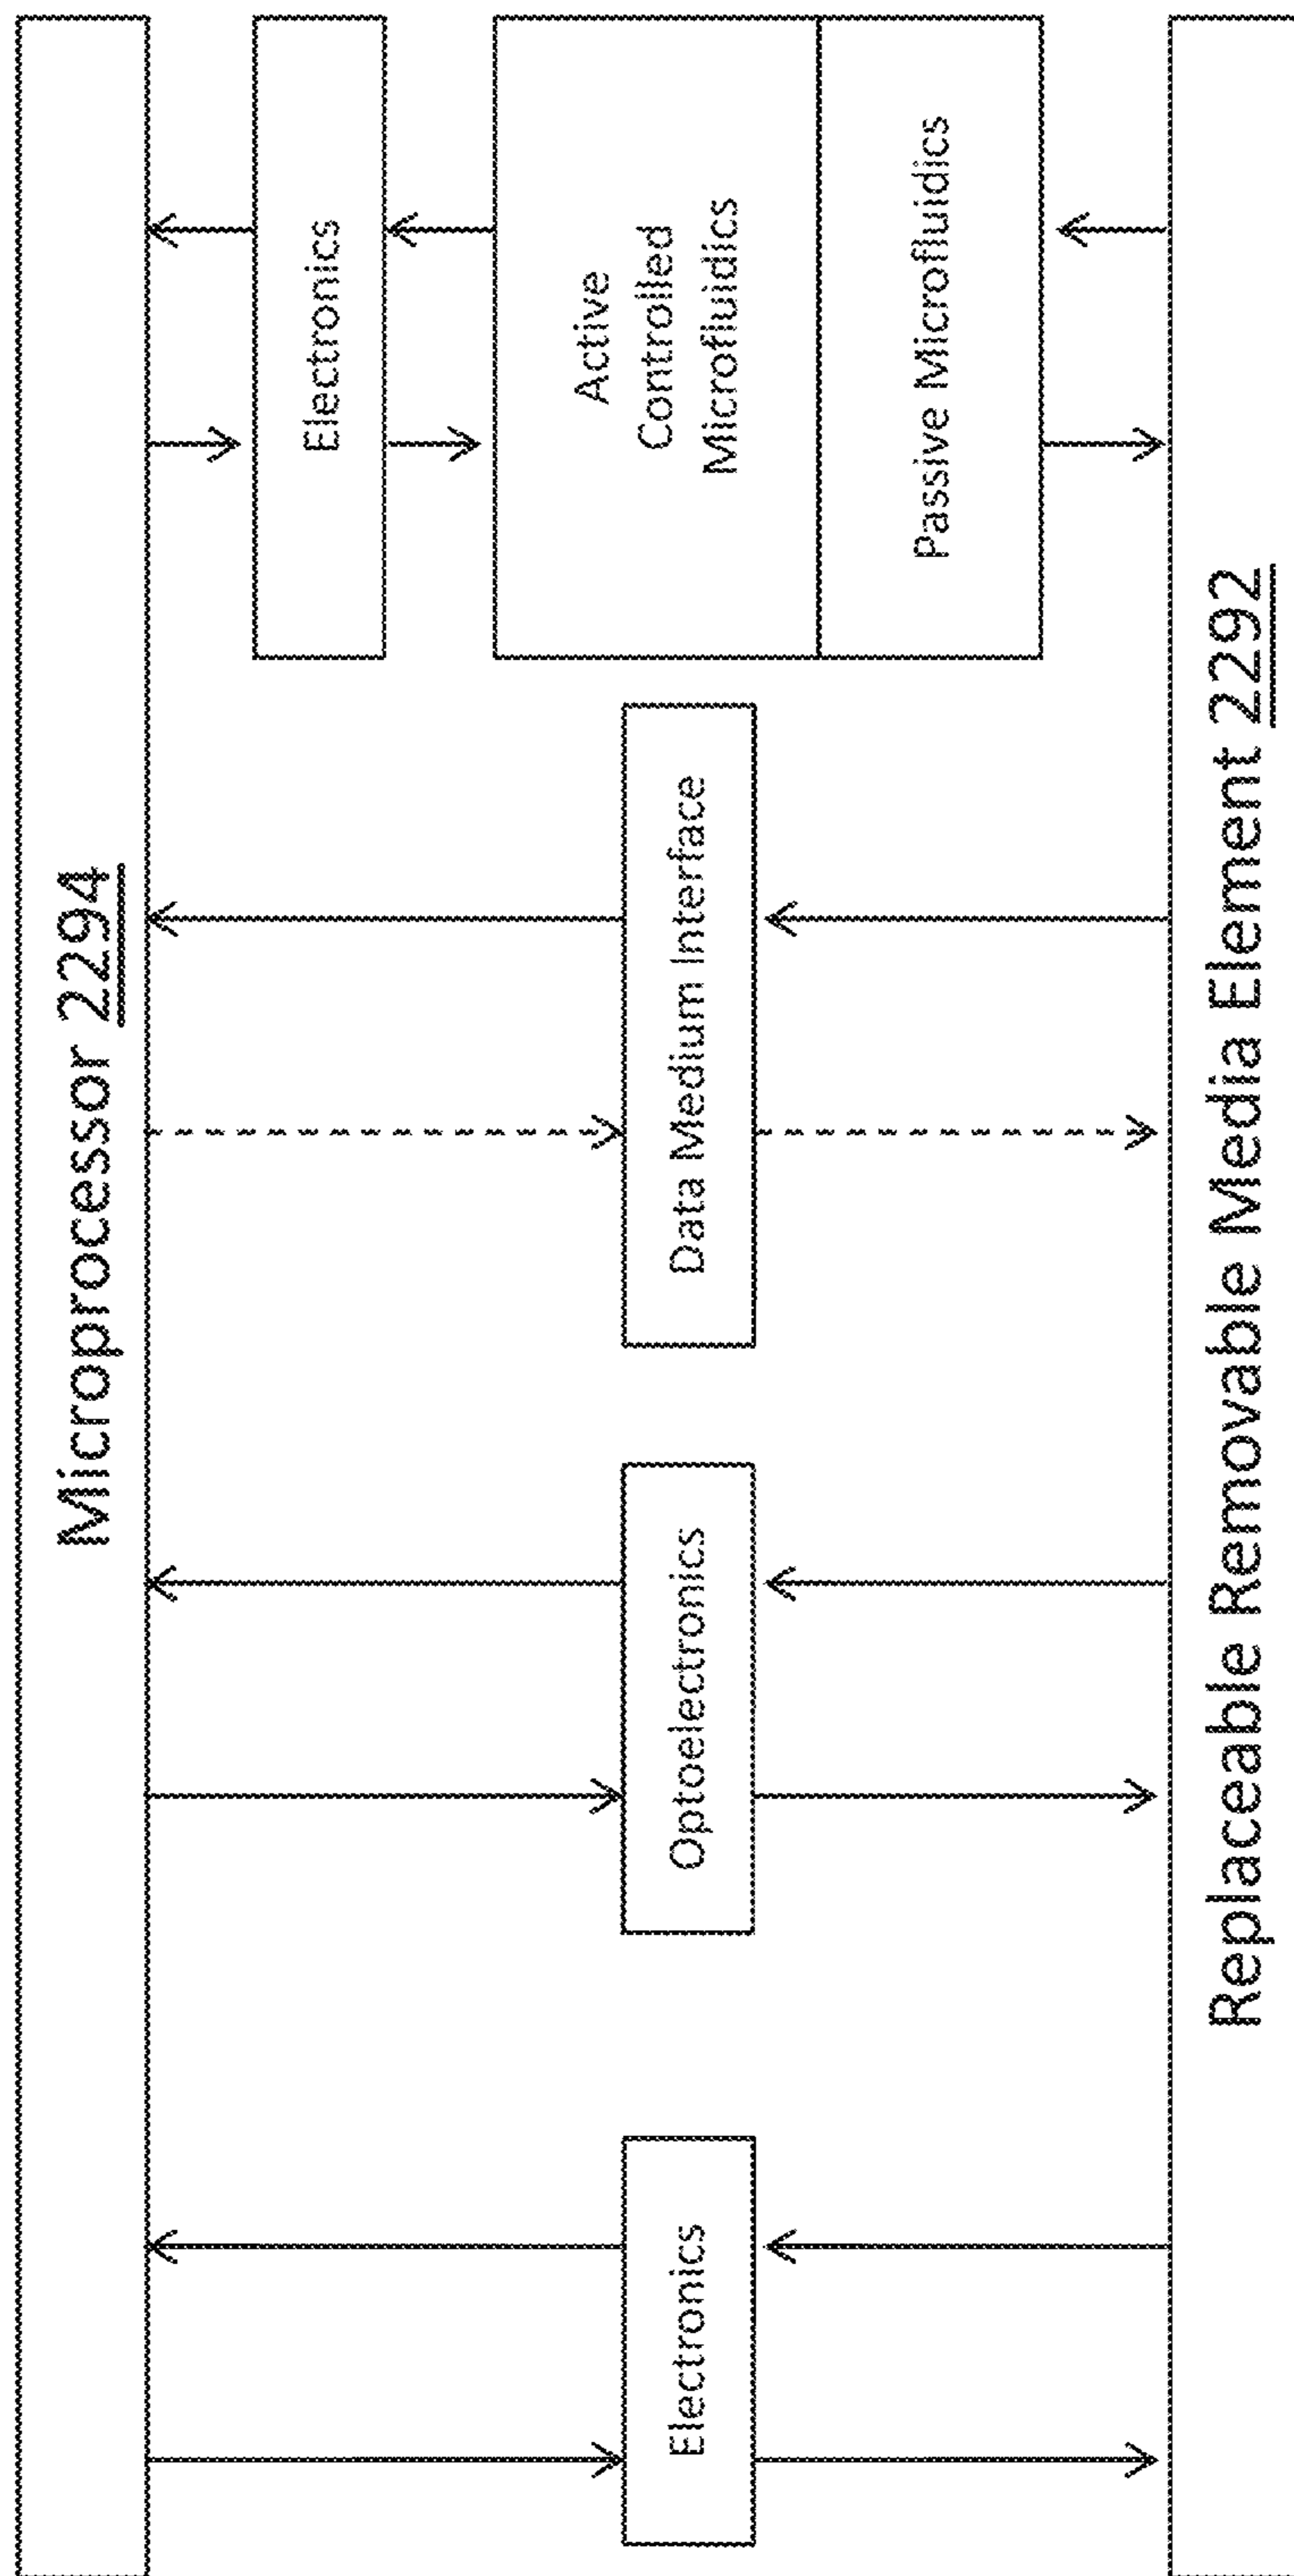 Microprocessor 2294
Electronics
Optoelectronics
Data Medium Interface
Electronics
Active
Controlled
Microfluidics
Passive Microfluidics
Replaceable Removable Media Element 2292